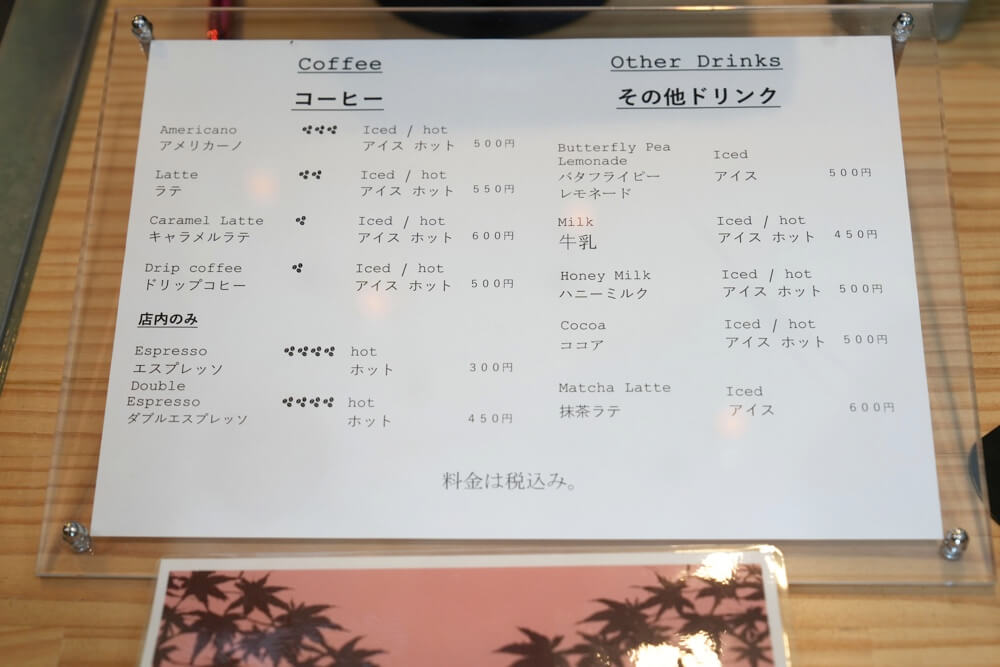 Coffee
コーヒー
Americano Iced / hot
アメリカーノ アイス ホット 500円
Latte Iced / hot
ラテ アイス ホット 550円
Caramel Latte Iced / hot
キャラメルラテ アイス ホット 600円
Drip coffee Iced / hot
ドリップコヒー アイス ホット 500円
店内のみ
Espresso hot
エスプレッソ ホット 300円
Double
Espresso hot
ダブルエスプレッソ ホット 450円
Other Drinks
その他ドリンク
Butterfly Pea Iced
Lemonade
バタフライピー アイス 500円
レモネード
Milk Iced / hot
牛乳 アイス ホット 450円
Honey Milk Iced / hot
ハニーミルク アイス ホット 500円
Cocoa Iced / hot
ココア アイス ホット 500円
Matcha Latte Iced
抹茶ラテ アイス 600円
料金は税込み。